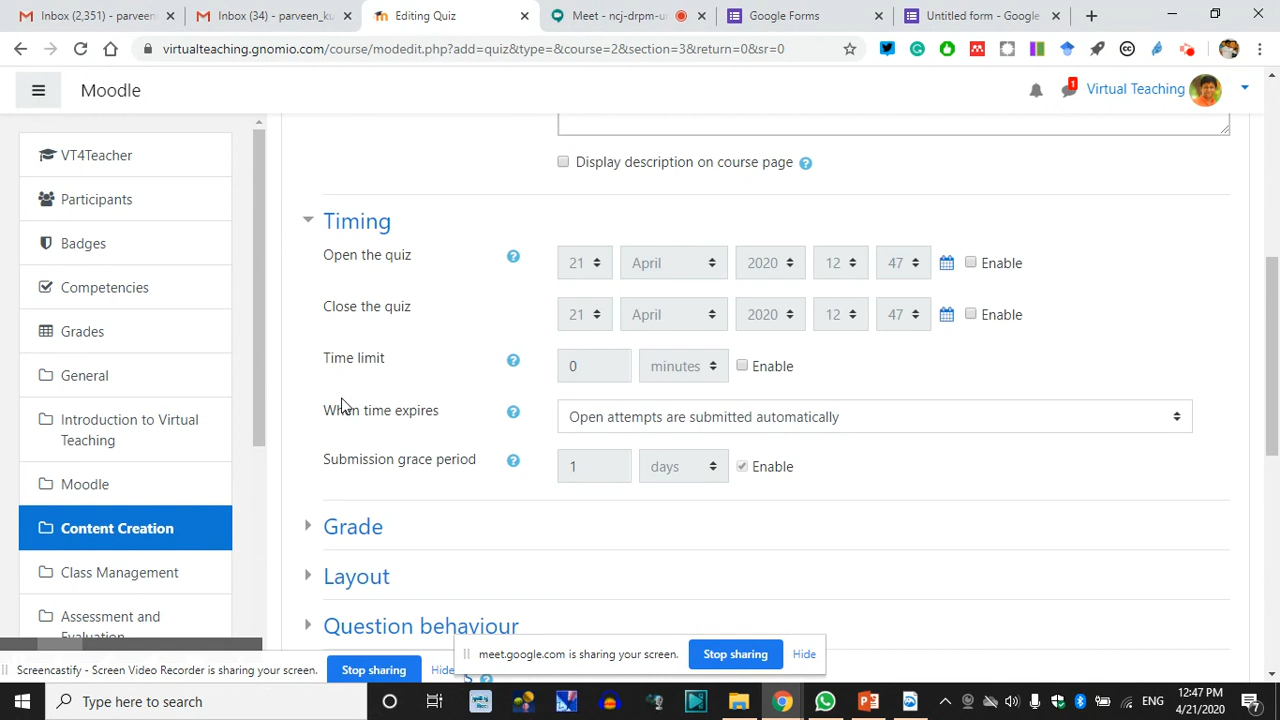 Inbox (2,351) - parveen
Inbox (34) - parveen_ku
Editing Quiz
Meet - ncj-drpm-u
Google Forms
Untitled form - Google
virtualteaching.gnomio.com/course/modedit.php?add=quiz&type=&course=2&section=3&return=0&sr=0
Moodle
1
Virtual Teaching
VT4Teacher
Participants
Badges
Competencies
Grades
General
Introduction to Virtual
Teaching
Moodle
Content Creation
Class Management
Assessment and
Evaluation
Display description on course page
Timing
Open the quiz
21 April 2020 12 47 Enable
Close the quiz
21 April 2020 12 47 Enable
Time limit
0 minutes Enable
When time expires
Open attempts are submitted automatically
Submission grace period
1 days Enable
Grade
Layout
Question behaviour
meet.google.com is sharing your screen. Stop sharing Hide
Screencastify - Screen Video Recorder is sharing your screen. Stop sharing Hide
Type here to search
ENG
12:47 PM
4/21/2020
7